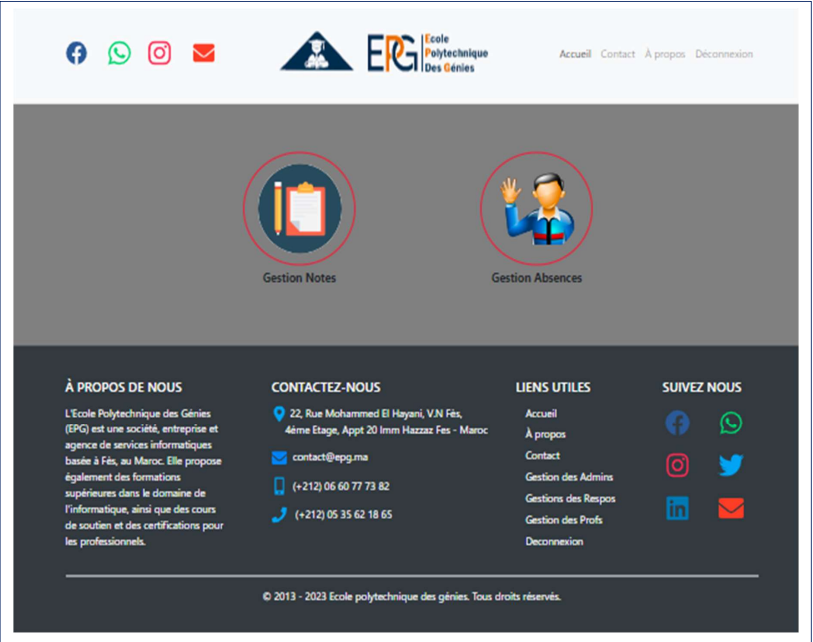 EPG
Ecole
Polytechnique
Des Génies
Accueil Contact À propos Déconnexion
Gestion Notes
Gestion Absences
À PROPOS DE NOUS
L'Ecole Polytechnique des Génies
(EPG) est une société, entreprise et
agence de services informatiques
basée à Fès, au Maroc. Elle propose
également des formations
supérieures dans le domaine de
l'informatique, ainsi que des cours
de soutien et des certifications pour
les professionnels.
CONTACTEZ-NOUS
22, Rue Mohammed El Hayani, V.N Fès,
4éme Etage, Appt 20 Imm Hazzaz Fes - Maroc
contact@epg.ma
(+212) 06 60 77 73 82
(+212) 05 35 62 18 65
LIENS UTILES
Accueil
À propos
Contact
Gestion des Admins
Gestions des Respos
Gestion des Profs
Deconnexion
SUIVEZ NOUS
© 2013 - 2023 Ecole polytechnique des génies. Tous droits réservés.